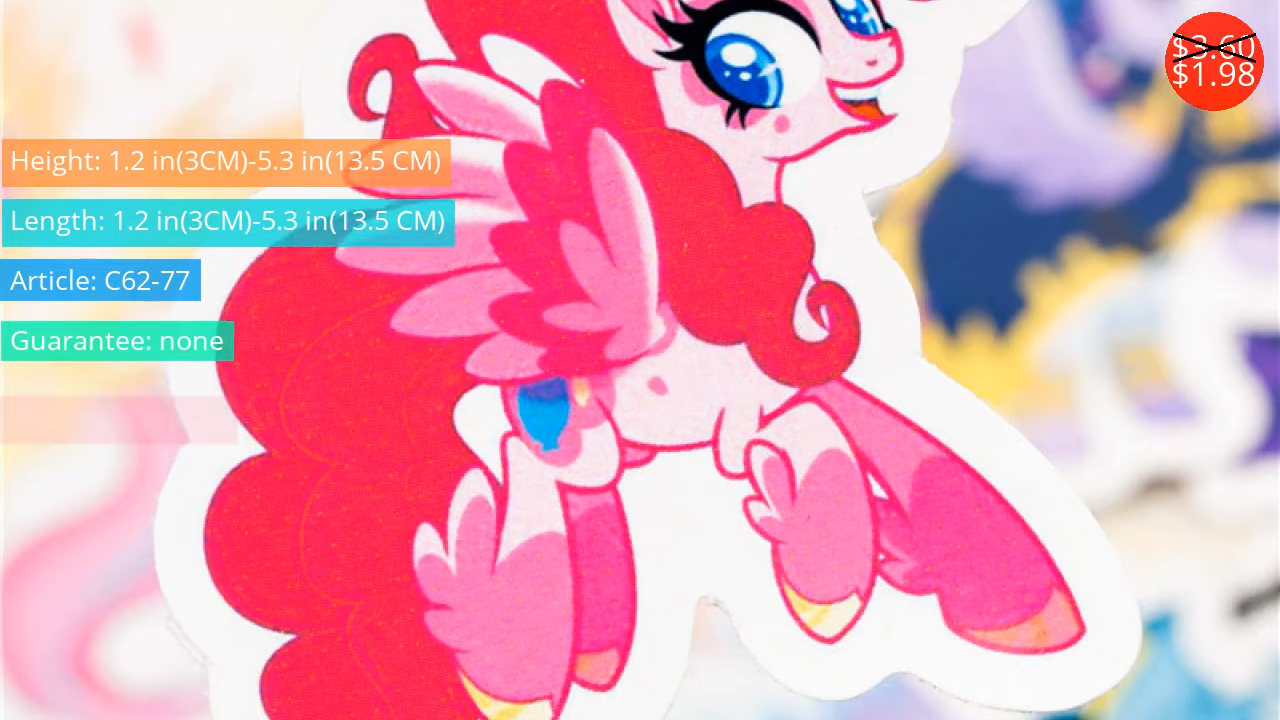 $3.60
$1.98
Height: 1.2 in(3CM)-5.3 in(13.5 CM)
Length: 1.2 in(3CM)-5.3 in(13.5 CM)
Article: C62-77
Guarantee: none